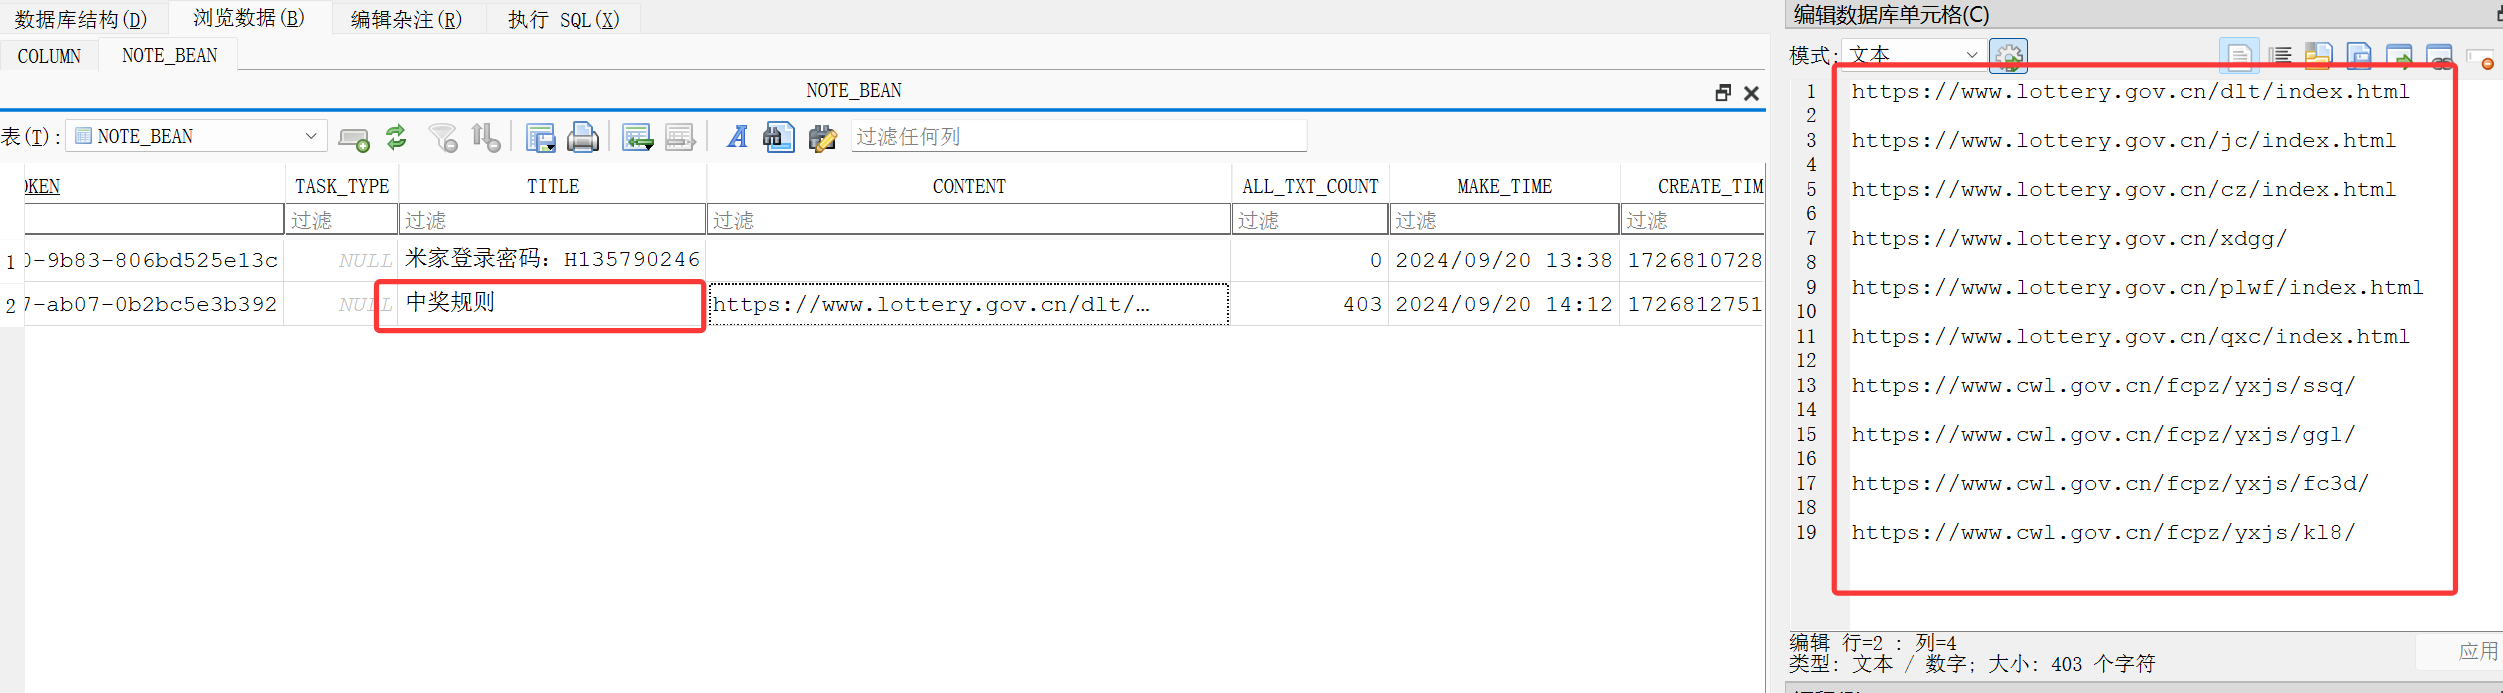 数据库结构(D) 浏览数据(B) 编辑杂注(R) 执行 SQL(X)
COLUMN NOTE_BEAN
NOTE_BEAN
表(T): NOTE_BEAN 过滤任何列
TASK_TYPE TITLE CONTENT ALL_TXT_COUNT MAKE_TIME
过滤 过滤 过滤 过滤 过滤 过滤
1 0-9b83-806bd525e13c NULL 米家登录密码：H135790246 0 2024/09/20 13:38 1726810728
2 7-ab07-0b2bc5e3b392 NULL 中奖规则 https://www.lottery.gov.cn/dlt/… 403 2024/09/20 14:12 1726812751
编辑数据库单元格(C)
模式: 文本
1 https://www.lottery.gov.cn/dlt/index.html
2
3 https://www.lottery.gov.cn/jc/index.html
4
5 https://www.lottery.gov.cn/cz/index.html
6
7 https://www.lottery.gov.cn/xdgg/
8
9 https://www.lottery.gov.cn/plwf/index.html
10
11 https://www.lottery.gov.cn/qxc/index.html
12
13 https://www.cwl.gov.cn/fcpz/yxjs/ssq/
14
15 https://www.cwl.gov.cn/fcpz/yxjs/ggl/
16
17 https://www.cwl.gov.cn/fcpz/yxjs/fc3d/
18
19 https://www.cwl.gov.cn/fcpz/yxjs/kl8/
编辑 行=2 : 列=4
类型: 文本 / 数字; 大小: 403 个字符
应用